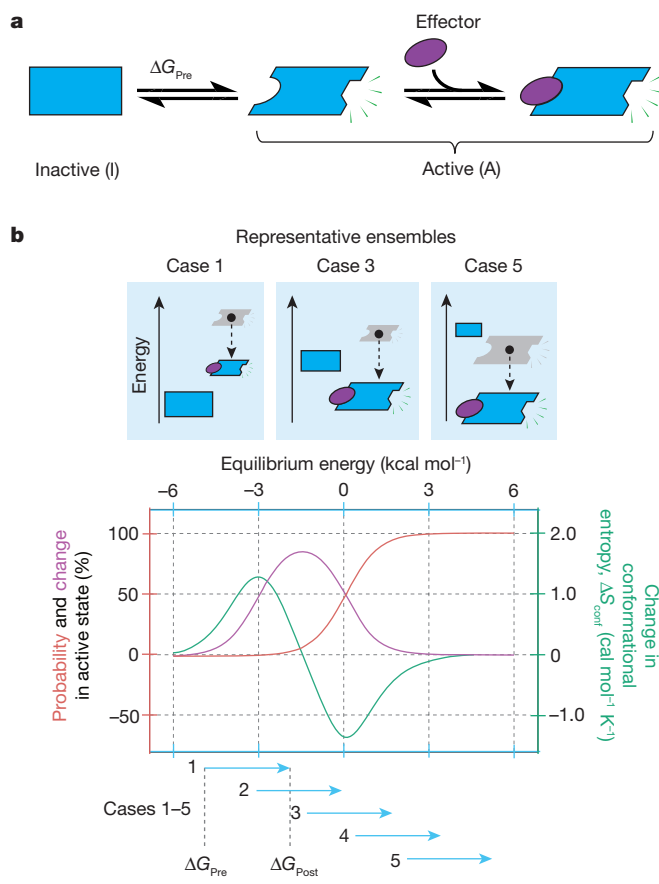 a
Effector
ΔG_Pre
Inactive (I)
Active (A)
b
Representative ensembles
Case 1
Case 3
Case 5
Energy
Equilibrium energy (kcal mol⁻¹)
−6
−3
0
3
6
Probability and change
in active state (%)
100
50
0
−50
2.0
1.0
0
−1.0
Change in
conformational
entropy, ΔS_conf
(cal mol⁻¹ K⁻¹)
1
2
Cases 1–5
3
4
5
ΔG_Pre
ΔG_Post